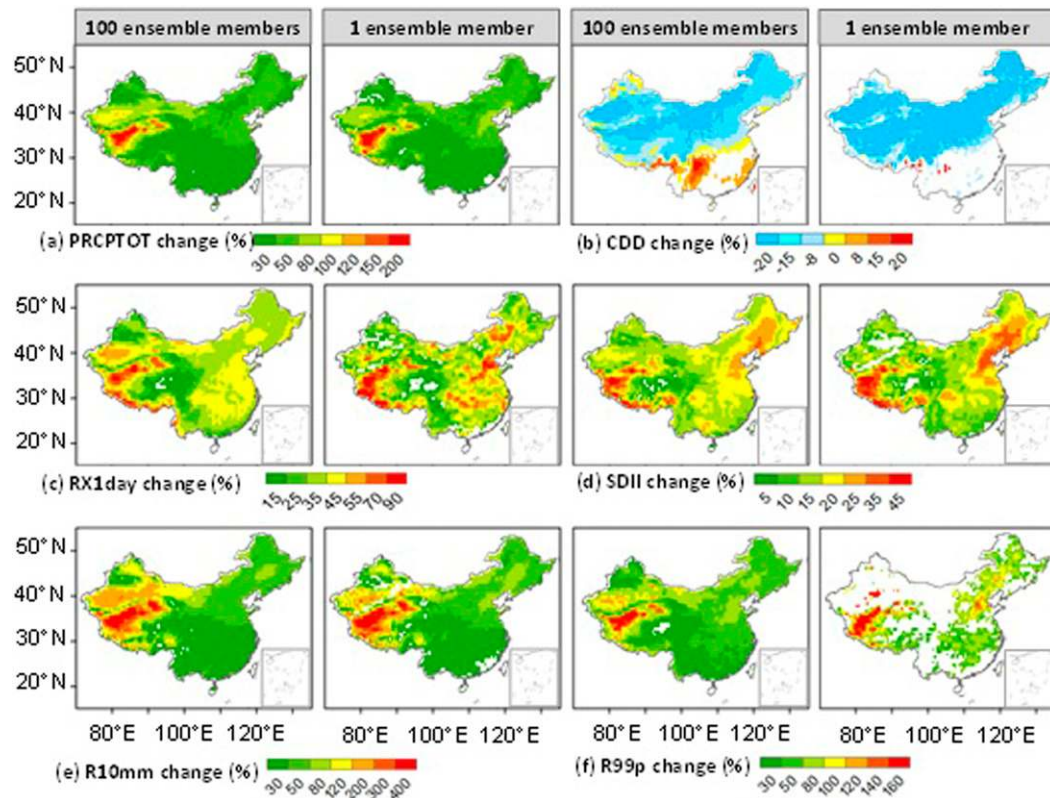 100 ensemble members 1 ensemble member 100 ensemble members 1 ensemble member
50° N
40° N
30° N
20° N
(a) PRCPTOT change (%)
30 50 80 100 120 150 200
(b) CDD change (%)
-20 -15 -8 0 8 15 20
50° N
40° N
30° N
20° N
(c) RX1day change (%)
15 25 35 45 55 70 90
(d) SDII change (%)
5 10 15 20 25 35 45
50° N
40° N
30° N
20° N
80°E 100°E 120°E 80°E 100°E 120°E 80°E 100°E 120°E 80°E 100°E 120°E
(e) R10mm change (%)
30 50 80 120 200 300 400
(f) R99p change (%)
30 50 80 100 120 140 160